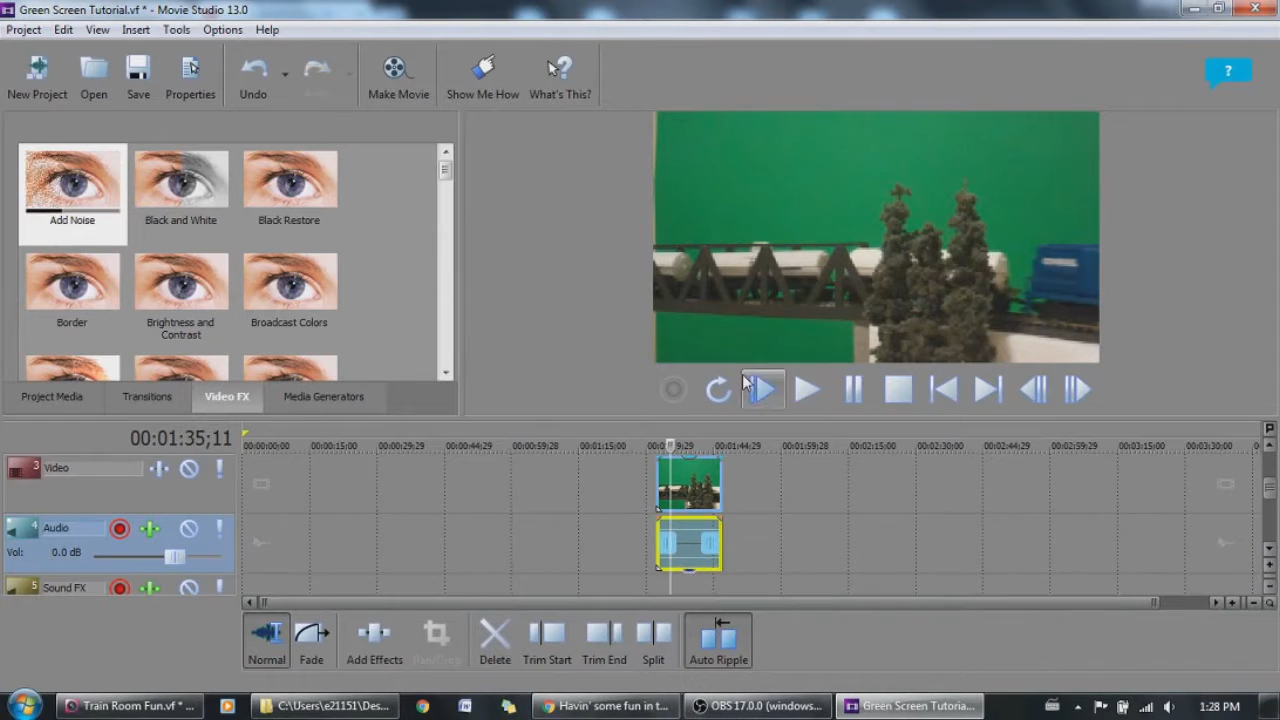 Green Screen Tutorial.vf * - Movie Studio 13.0
Project Edit View Insert Tools Options Help
New Project Open Save Properties Undo Make Movie Show Me How What's This?
?
Add Noise Black and White Black Restore
Border Brightness and Contrast Broadcast Colors
Project Media Transitions Video FX Media Generators
00:01:35;11
00:00:00:00 00:00:15:00 00:00:29:29 00:00:44:29 00:00:59:28 00:01:15:00 00:01:44:29 00:01:59:28 00:02:15:00 00:02:29:29 00:02:44:29 00:02:59:28 00:03:15:00 00:03:30:00
3 Video
4 Audio
Vol: 0.0 dB
5 Sound FX
Normal Fade Add Effects Pan/Crop Delete Trim Start Trim End Split Auto Ripple
Train Room Fun.vf * ... C:\Users\e21151\Des... Havin' some fun in t... OBS 17.0.0 (windows... Green Screen Tutoria... 1:28 PM